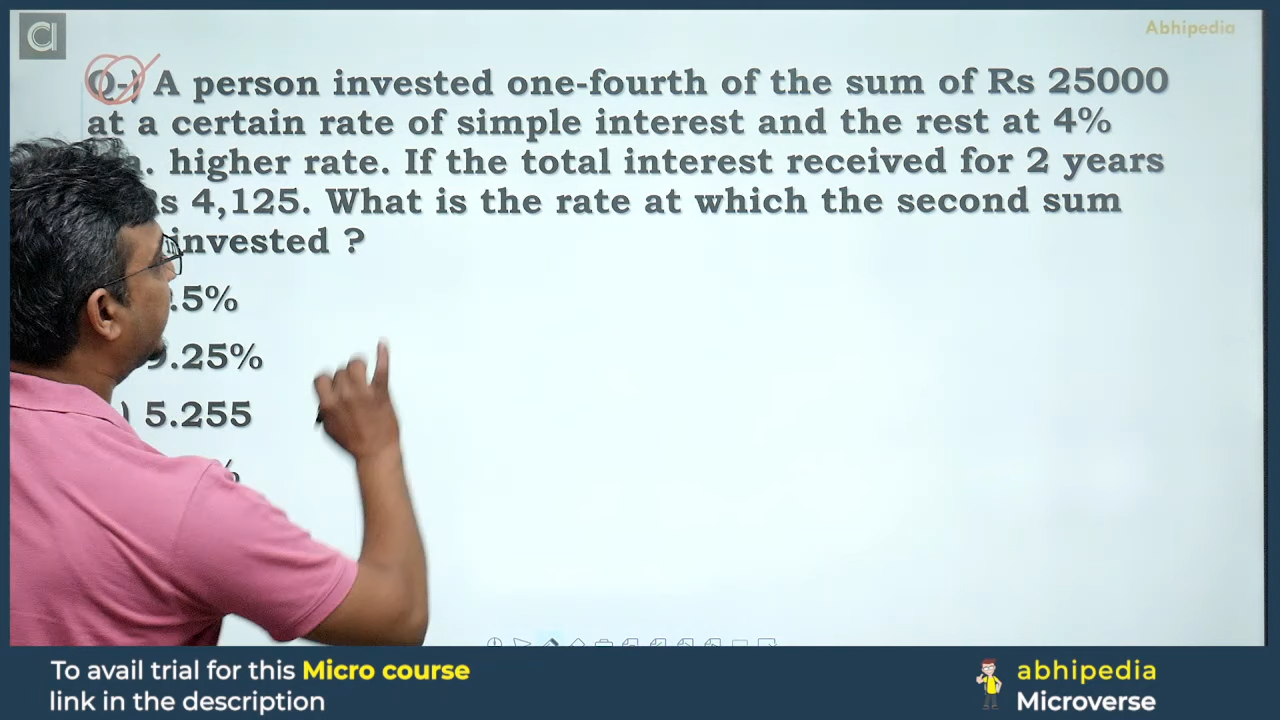 Abhipedia
Q-) A person invested one-fourth of the sum of Rs 25000
at a certain rate of simple interest and the rest at 4%
higher rate. If the total interest received for 2 years
4,125. What is the rate at which the second sum
invested ?
.5%
9.25%
) 5.255
%
To avail trial for this Micro course
link in the description
abhipedia
Microverse